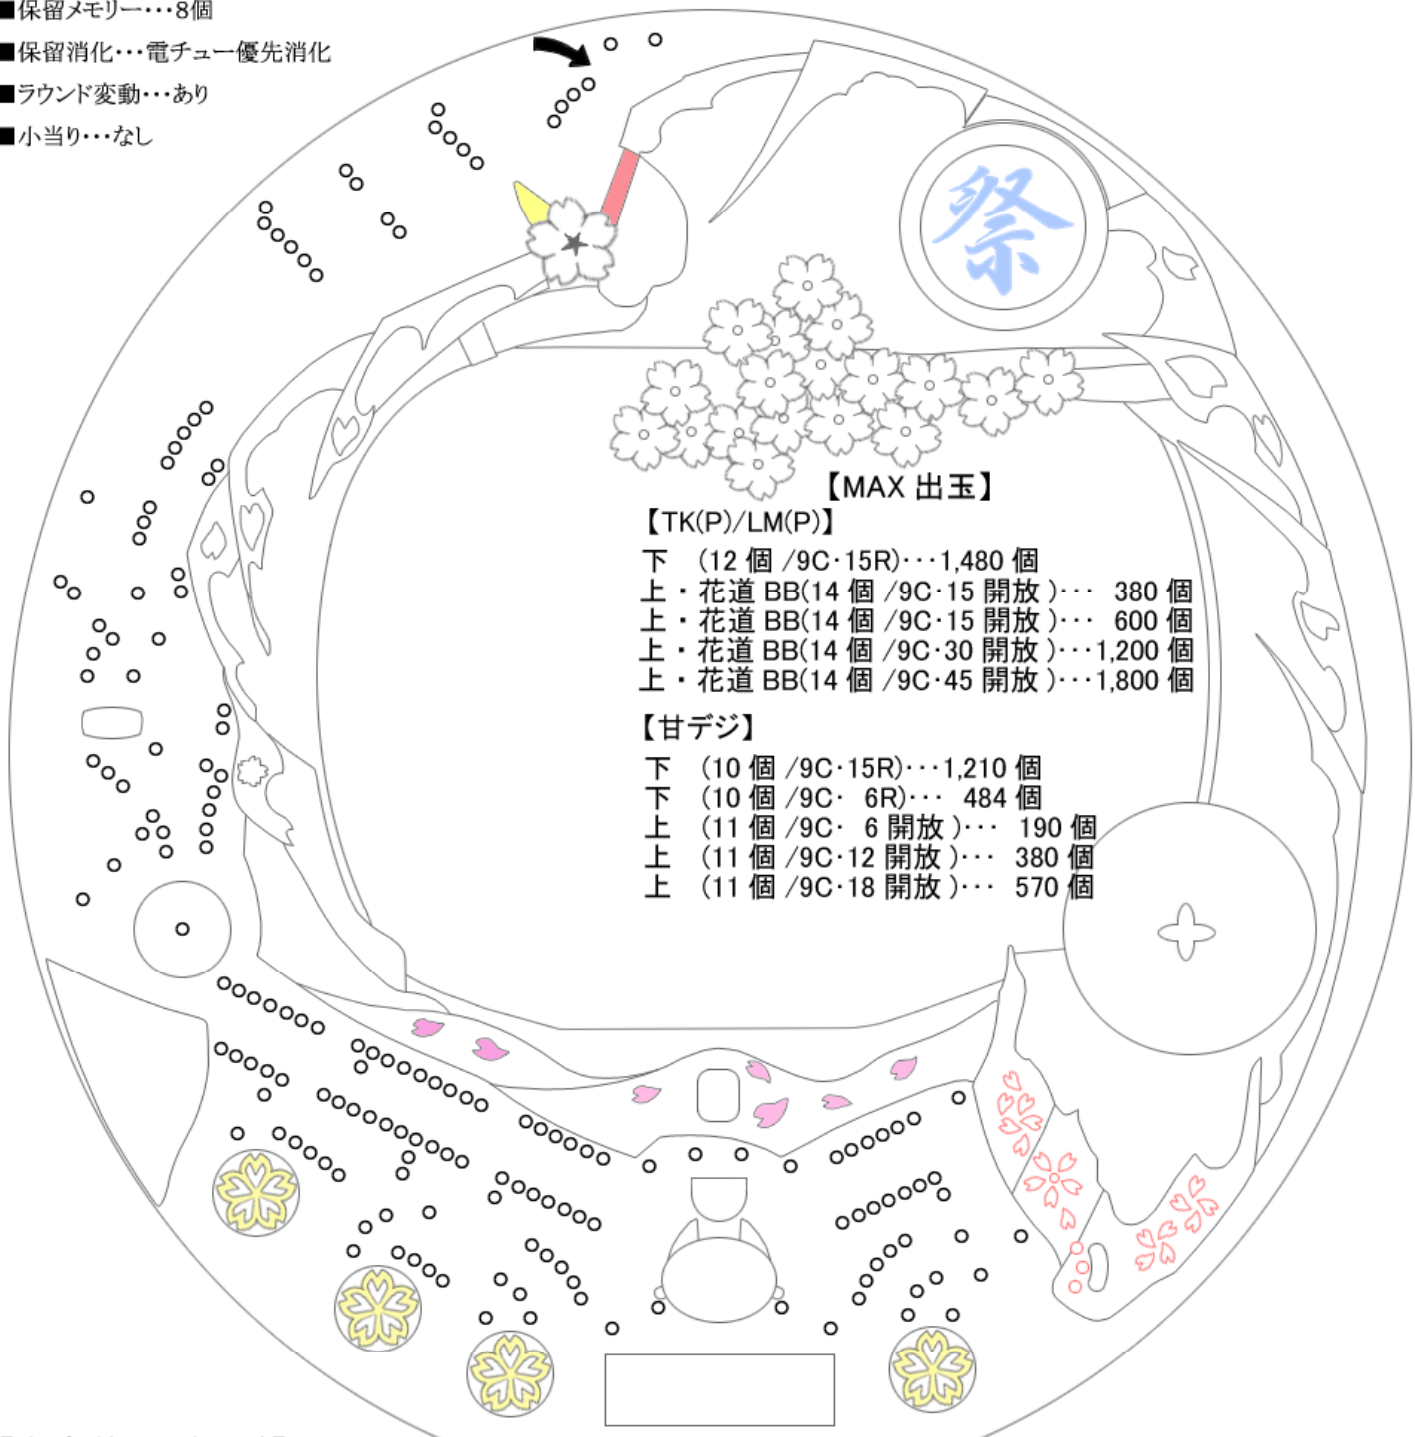 ■保留メモリー・・・8個
■保留消化・・・電チュー優先消化
■ラウンド変動・・・あり
■小当り・・・なし
祭
【MAX 出玉】
【TK(P)/LM(P)】
下 (12 個 /9C・15R)・・・1,480 個
上・花道 BB(14 個 /9C・15 開放 )・・・ 380 個
上・花道 BB(14 個 /9C・15 開放 )・・・ 600 個
上・花道 BB(14 個 /9C・30 開放 )・・・1,200 個
上・花道 BB(14 個 /9C・45 開放 )・・・1,800 個
【甘デジ】
下 (10 個 /9C・15R)・・・1,210 個
下 (10 個 /9C・ 6R)・・・ 484 個
上 (11 個 /9C・ 6 開放 )・・・ 190 個
上 (11 個 /9C・12 開放 )・・・ 380 個
上 (11 個 /9C・18 開放 )・・・ 570 個